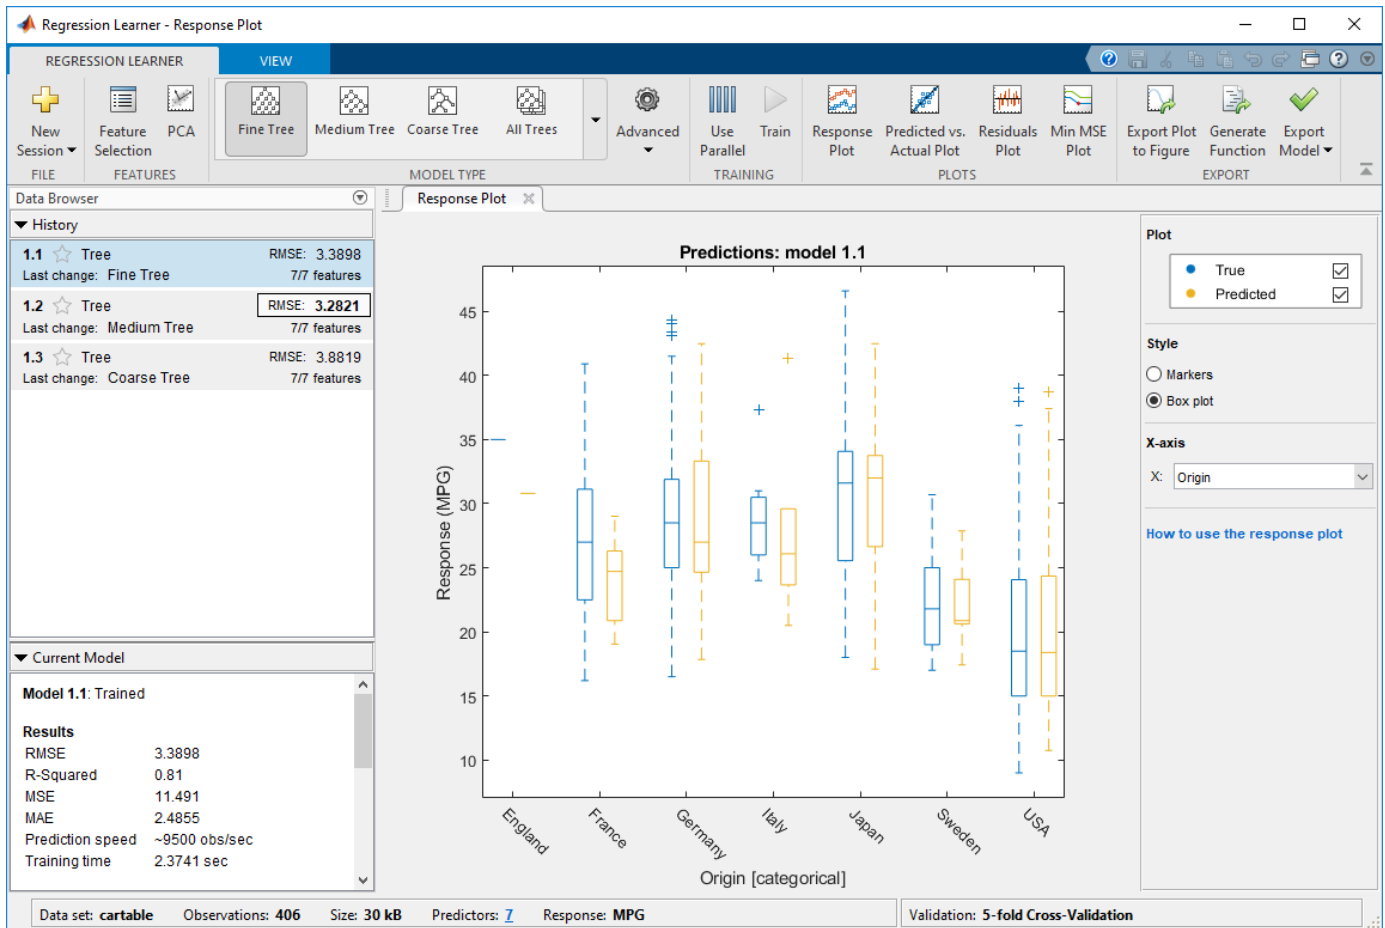 Regression Learner - Response Plot
REGRESSION LEARNER VIEW
New Session Feature Selection PCA Fine Tree Medium Tree Coarse Tree All Trees Advanced Use Parallel Train Response Plot Predicted vs. Actual Plot Residuals Plot Min MSE Plot Export Plot to Figure Generate Function Export Model
FILE FEATURES MODEL TYPE TRAINING PLOTS EXPORT
Data Browser
History
1.1 Tree RMSE: 3.3898
Last change: Fine Tree 7/7 features
1.2 Tree RMSE: 3.2821
Last change: Medium Tree 7/7 features
1.3 Tree RMSE: 3.8819
Last change: Coarse Tree 7/7 features
Current Model
Model 1.1: Trained
Results
RMSE 3.3898
R-Squared 0.81
MSE 11.491
MAE 2.4855
Prediction speed ~9500 obs/sec
Training time 2.3741 sec
Response Plot
Predictions: model 1.1
Response (MPG)
45
40
35
30
25
20
15
10
England France Germany Italy Japan Sweden USA
Origin [categorical]
Plot
True
Predicted
Style
Markers
Box plot
X-axis
X: Origin
How to use the response plot
Data set: cartable Observations: 406 Size: 30 kB Predictors: 7 Response: MPG Validation: 5-fold Cross-Validation